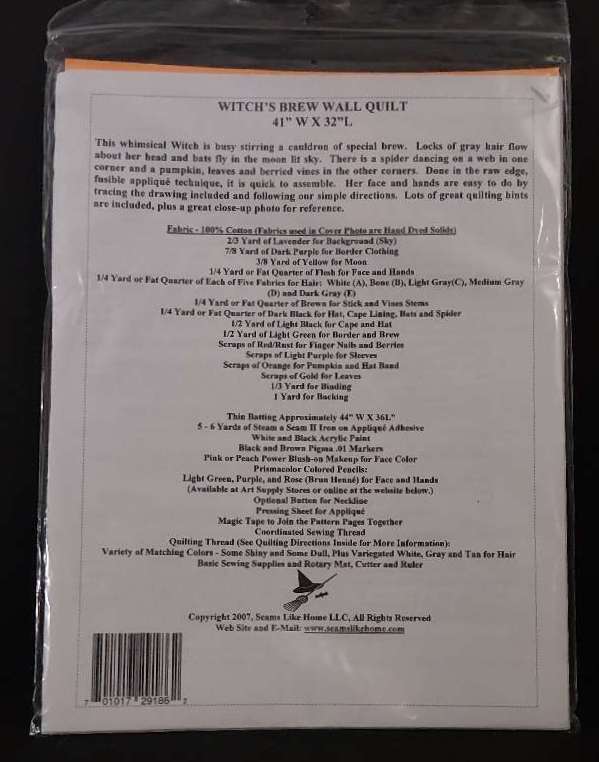 WITCH'S BREW WALL QUILT
41" W X 32"L
This whimsical Witch is busy stirring a cauldron of special brew. Locks of gray hair flow
about her head and bats fly in the moon lit sky. There is a spider dancing on a web in one
corner and a pumpkin, leaves and berried vines in the other corners. Done in the raw edge,
fusible appliqué technique, it is quick to assemble. Her face and hands are easy to do by
tracing the drawing included and following our simple directions. Lots of great quilting hints
are included, plus a great close-up photo for reference.
Fabric - 100% Cotton (Fabrics used in Cover Photo are Hand Dyed Solids)
2/3 Yard of Lavender for Background (Sky)
7/8 Yard of Dark Purple for Border Clothing
3/8 Yard of Yellow for Moon
1/4 Yard or Fat Quarter of Flesh for Face and Hands
1/4 Yard or Fat Quarter of Each of Five Fabrics for Hair: White (A), Bone (B), Light Gray(C), Medium Gray
(D) and Dark Gray (E)
1/4 Yard or Fat Quarter of Brown for Stick and Vines Stems
1/4 Yard or Fat Quarter of Dark Black for Hat, Cape Lining, Bats and Spider
1/2 Yard of Light Black for Cape and Hat
1/2 Yard of Light Green for Border and Brew
Scraps of Red/Rust for Finger Nails and Berries
Scraps of Light Purple for Sleeves
Scraps of Orange for Pumpkin and Hat Band
Scraps of Gold for Leaves
1/3 Yard for Binding
1 Yard for Backing
Thin Batting Approximately 44" W X 36L"
5 - 6 Yards of Steam a Seam II Iron on Appliqué Adhesive
White and Black Acrylic Paint
Black and Brown Pigma .01 Markers
Pink or Peach Power Blush-on Makeup for Face Color
Prismacolor Colored Pencils:
Light Green, Purple, and Rose (Brun Henné) for Face and Hands
(Available at Art Supply Stores or online at the website below.)
Optional Button for Neckline
Pressing Sheet for Appliqué
Magic Tape to Join the Pattern Pages Together
Coordinated Sewing Thread
Quilting Thread (See Quilting Directions Inside for More Information):
Variety of Matching Colors - Some Shiny and Some Dull, Plus Variegated White, Gray and Tan for Hair
Basic Sewing Supplies and Rotary Mat, Cutter and Ruler
Copyright 2007, Seams Like Home LLC, All Rights Reserved
Web Site and E-Mail: www.seamslikehome.com
7 01017 29186 7